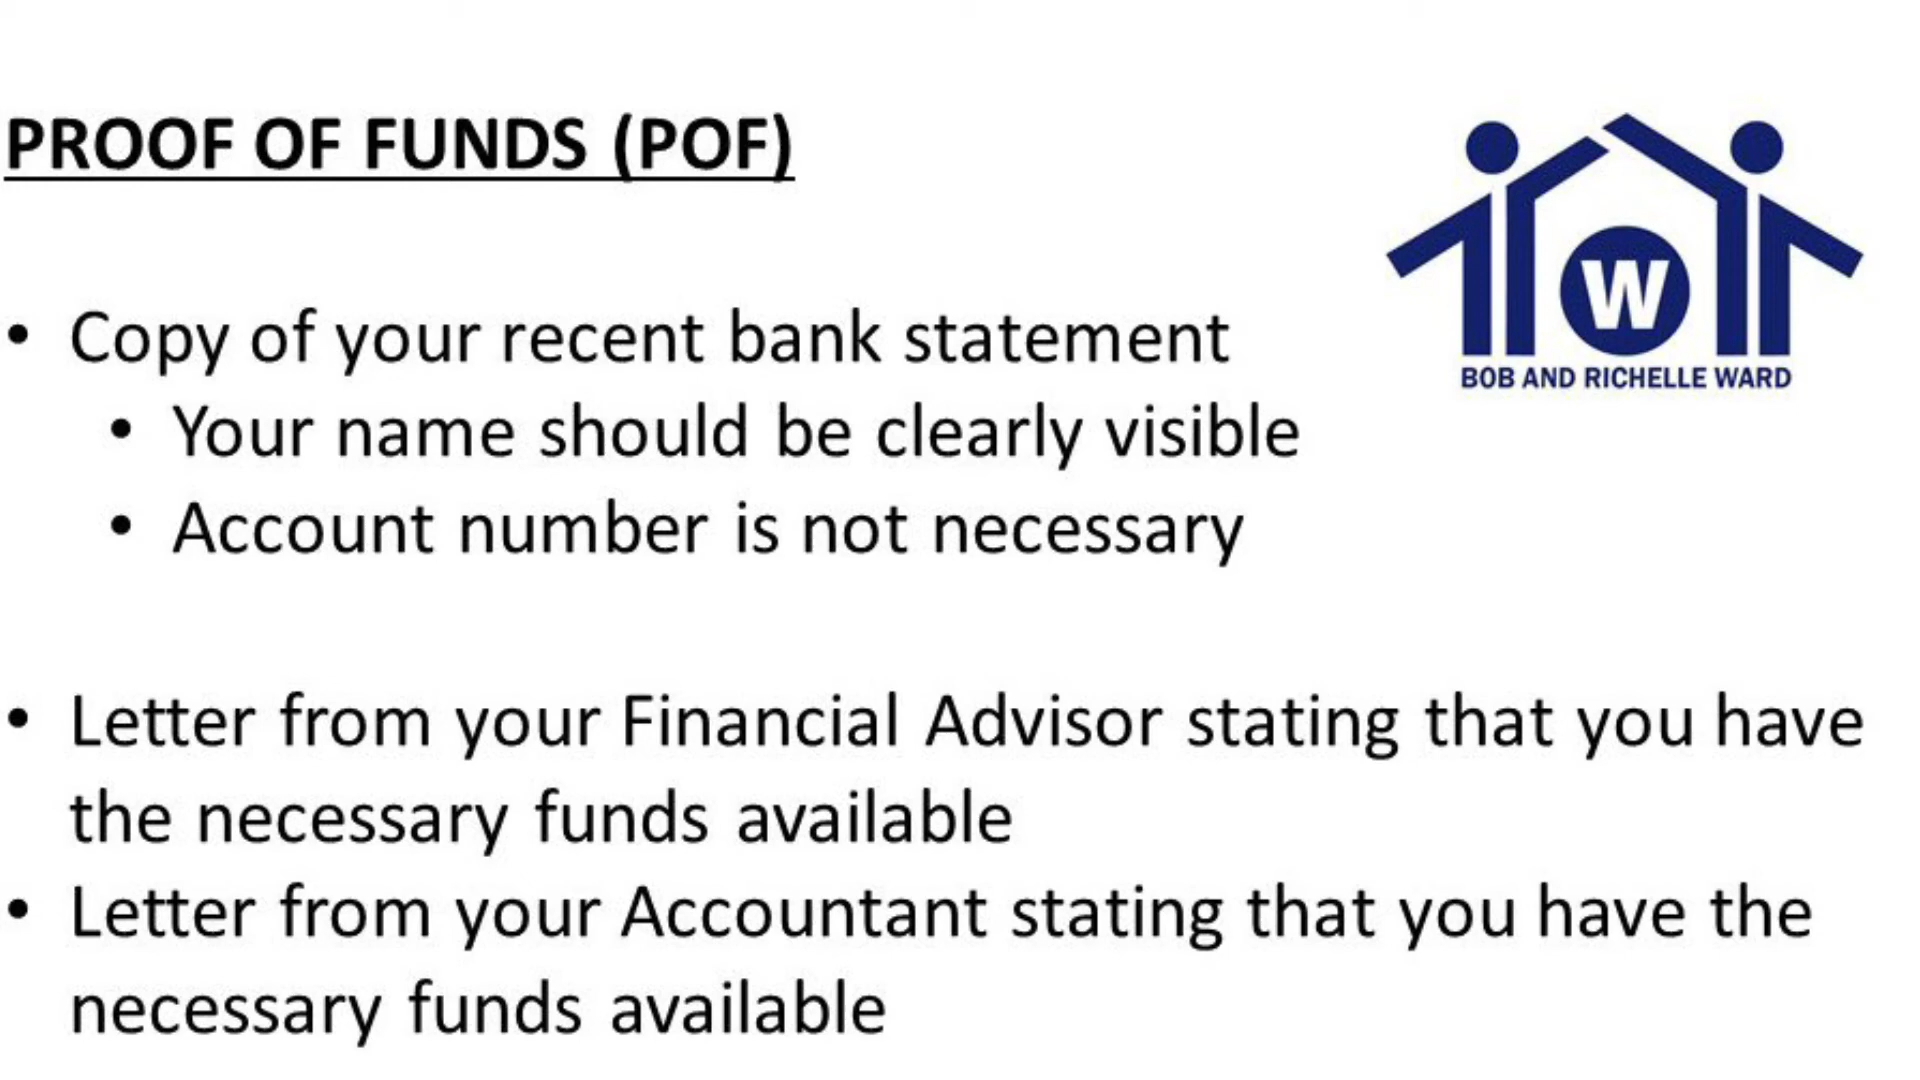 PROOF OF FUNDS (POF)
W
BOB AND RICHELLE WARD
• Copy of your recent bank statement
• Your name should be clearly visible
• Account number is not necessary
• Letter from your Financial Advisor stating that you have
the necessary funds available
• Letter from your Accountant stating that you have the
necessary funds available